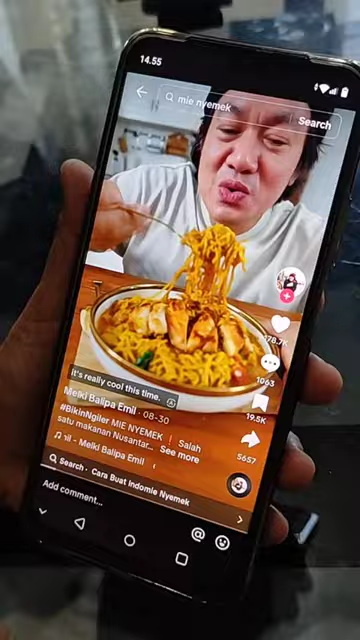 14.55
mie nyemek
Search
178.7K
1063
it's really cool this time.
19.5K
Melki Balipa Emil · 08-30
#BikinNgiler MIE NYEMEK ❗ Salah
satu makanan Nusantar... See more
5657
Melki Balipa Emil
Search · Cara Buat Indomie Nyemek
Add comment...